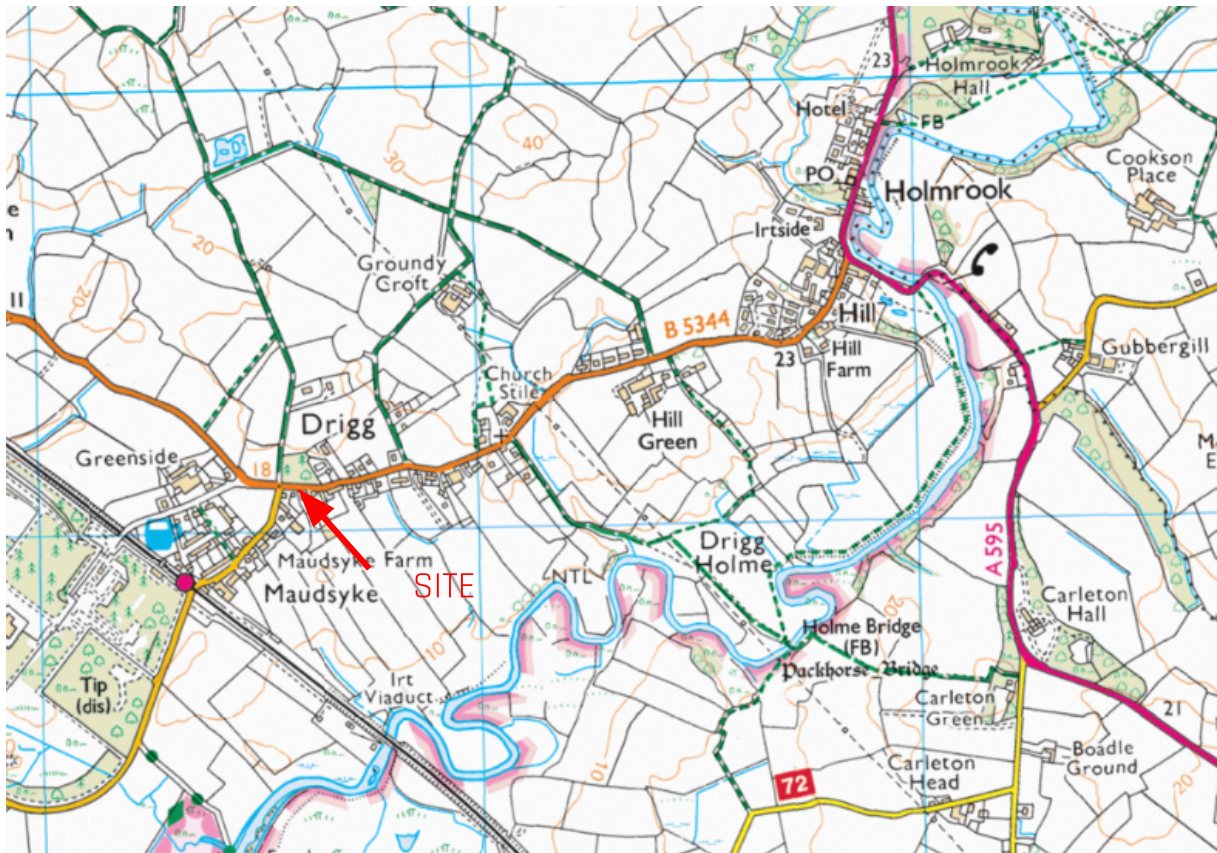 23
Holmrook
Hall
Hotel
FB
40
30
PO
Cookson
Place
Holmrook
Irtside
20
Groundy
Croft
20
B 5344
Hill
23
Hill
Farm
Gubbergill
Church
Stile
Drigg
Hill
Green
Greenside
18
Maudsyke Farm
Maudsyke
SITE
NTL
Drigg
Holme
A595
Carleton
Hall
20
Holme Bridge
(FB)
Packhorse Bridge
10
Tip
(dis)
Irt
Viaduct
Carleton
Green
21
10
72
Carleton
Head
Boadle
Ground
20